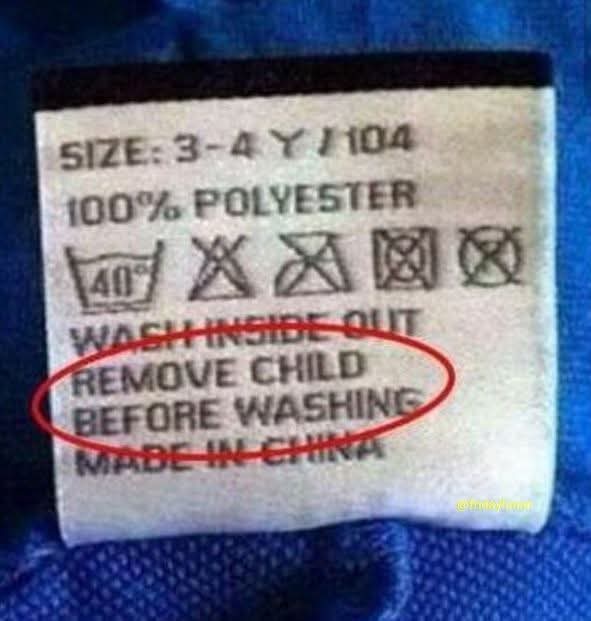 SIZE: 3-4 Y / 104
100% POLYESTER
40°
WASH INSIDE OUT
REMOVE CHILD
BEFORE WASHING
MADE IN CHINA